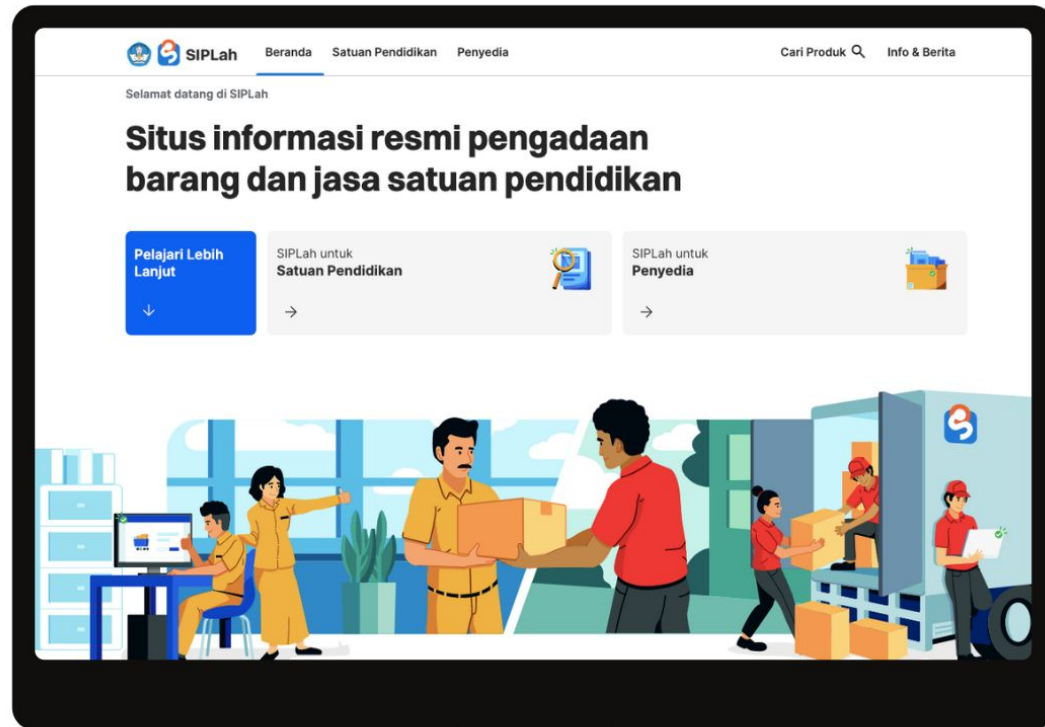 SIPLah
Beranda
Satuan Pendidikan
Penyedia
Cari Produk
Info & Berita
Selamat datang di SIPLah
Situs informasi resmi pengadaan
barang dan jasa satuan pendidikan
Pelajari Lebih
Lanjut
SIPLah untuk
Satuan Pendidikan
SIPLah untuk
Penyedia